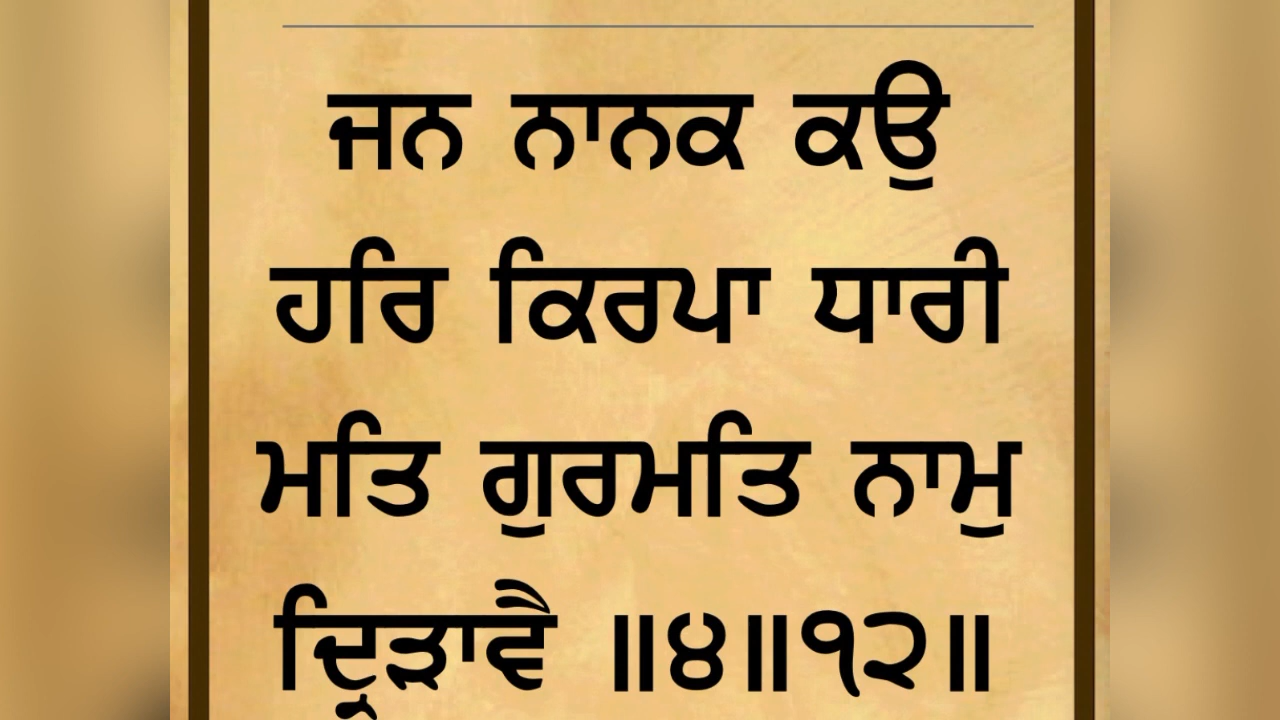 ਜਨ ਨਾਨਕ ਕਉ
ਹਰਿ ਕਿਰਪਾ ਧਾਰੀ
ਮਤਿ ਗੁਰਮਤਿ ਨਾਮੁ
ਦ੍ਰਿੜਾਵੈ ॥੪॥੧੨॥